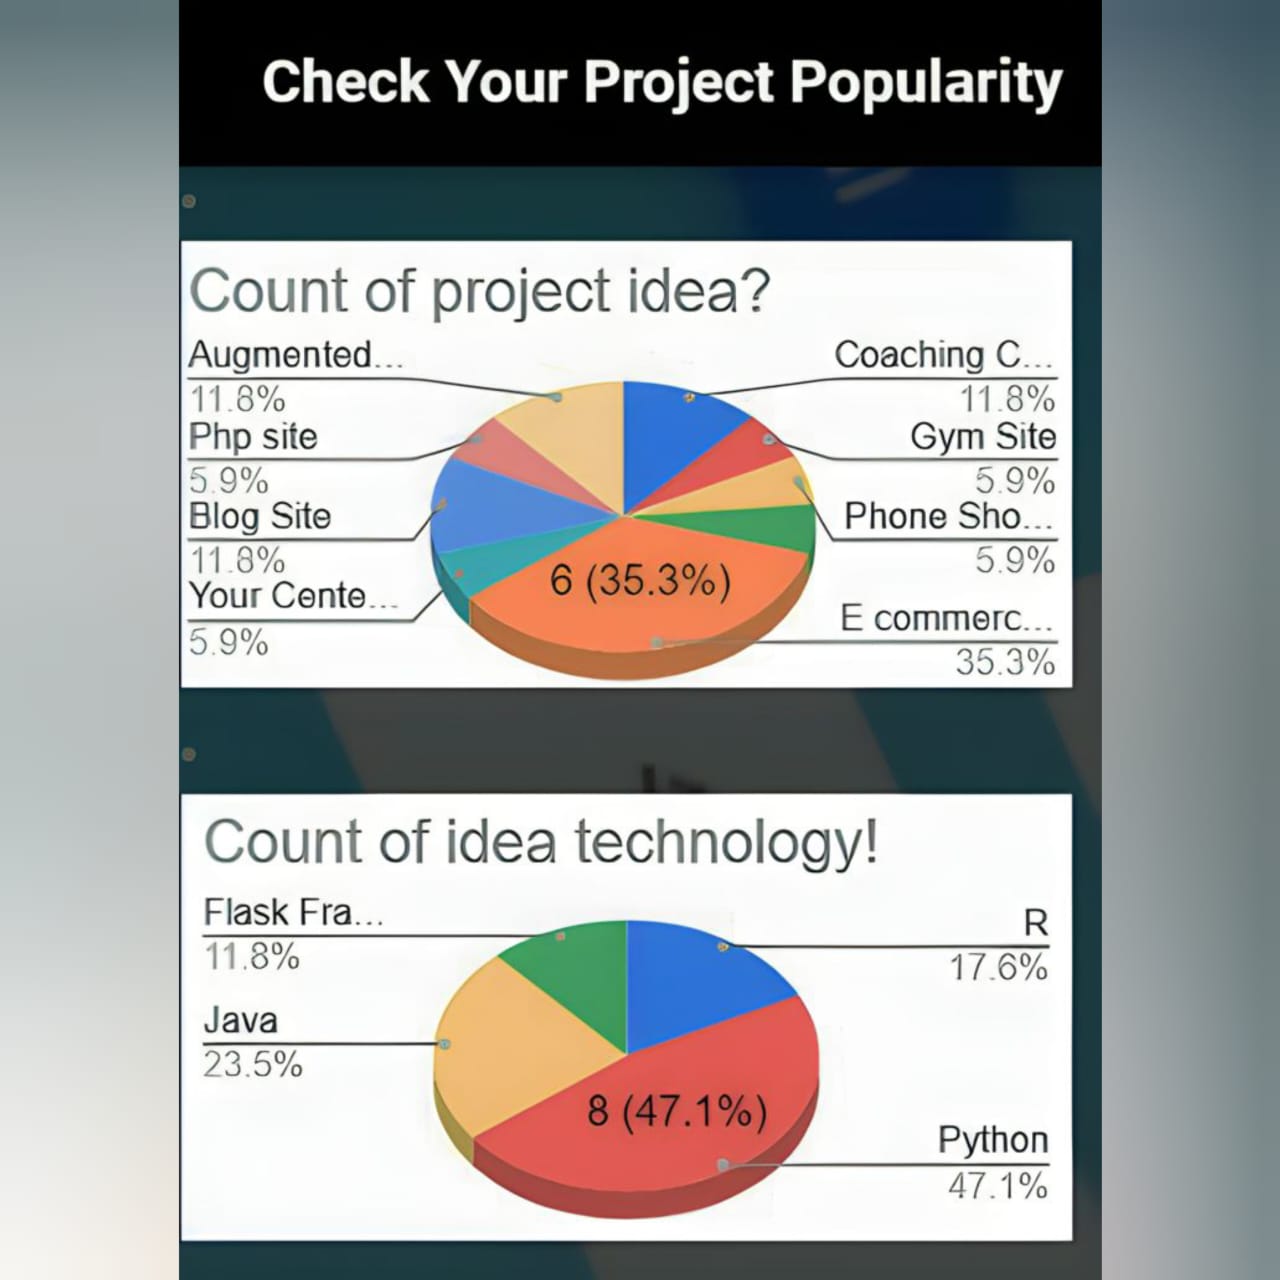 Check Your Project Popularity
Count of project idea?
Augmented...
11.8%
Php site
5.9%
Blog Site
11.8%
Your Cente...
5.9%
Coaching C...
11.8%
Gym Site
5.9%
Phone Sho...
5.9%
E commerc...
35.3%
6 (35.3%)
Count of idea technology!
Flask Fra...
11.8%
Java
23.5%
R
17.6%
Python
47.1%
8 (47.1%)